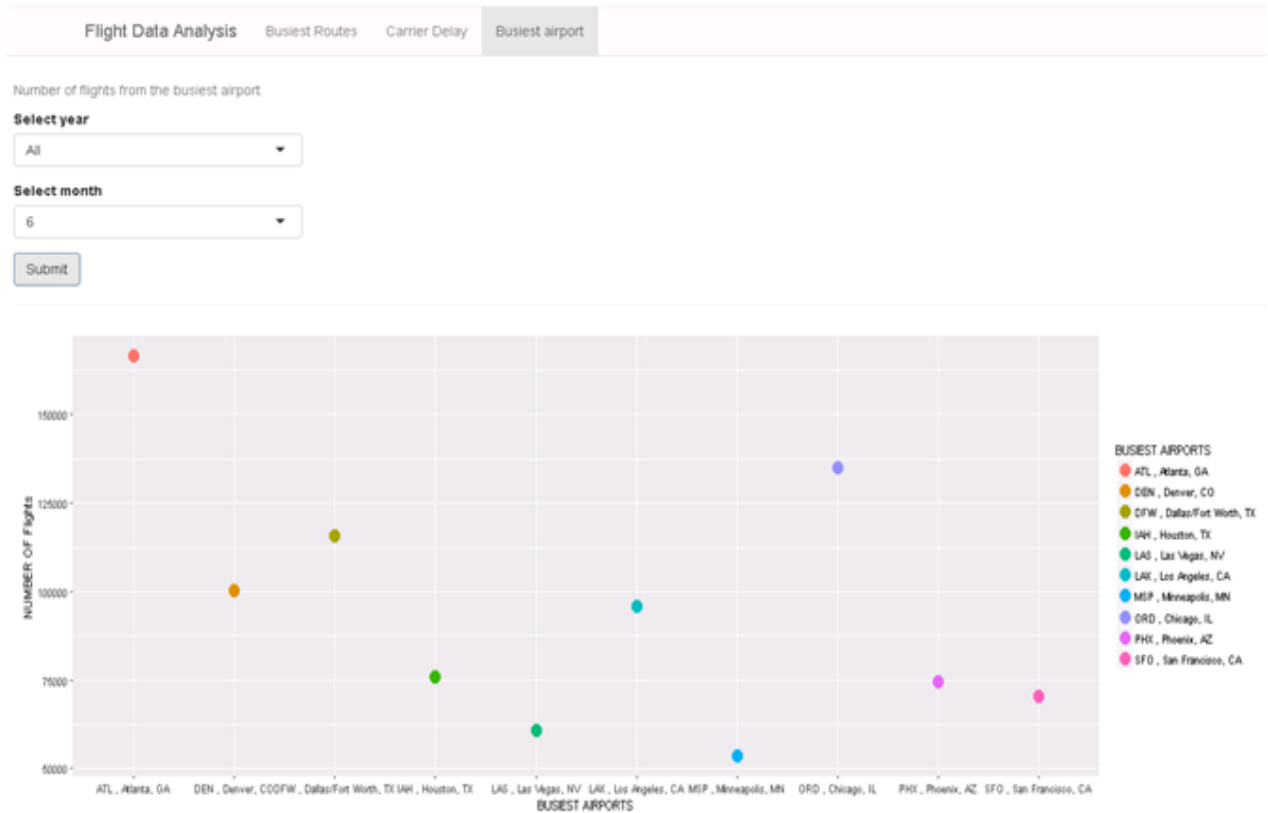 Flight Data Analysis Busiest Routes Carrier Delay Busiest airport
Number of flights from the busiest airport
Select year
All
Select month
6
Submit
150000
125000
100000
75000
50000
NUMBER OF Flights
ATL , Atlanta, GA DEN , Denver, CO DFW , Dallas/Fort Worth, TX IAH , Houston, TX LAS , Las Vegas, NV LAX , Los Angeles, CA MSP , Minneapolis, MN ORD , Chicago, IL PHX , Phoenix, AZ SFO , San Francisco, CA
BUSIEST AIRPORTS
BUSIEST AIRPORTS
ATL , Atlanta, GA
DEN , Denver, CO
DFW , Dallas/Fort Worth, TX
IAH , Houston, TX
LAS , Las Vegas, NV
LAX , Los Angeles, CA
MSP , Minneapolis, MN
ORD , Chicago, IL
PHX , Phoenix, AZ
SFO , San Francisco, CA